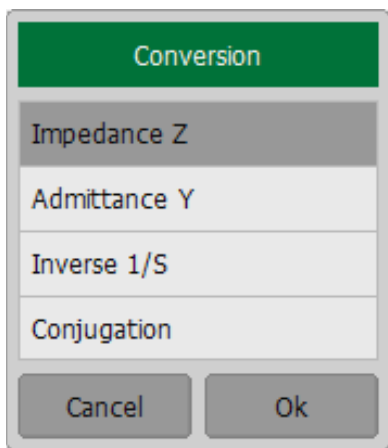 Conversion
Impedance Z
Admittance Y
Inverse 1/S
Conjugation
Cancel Ok